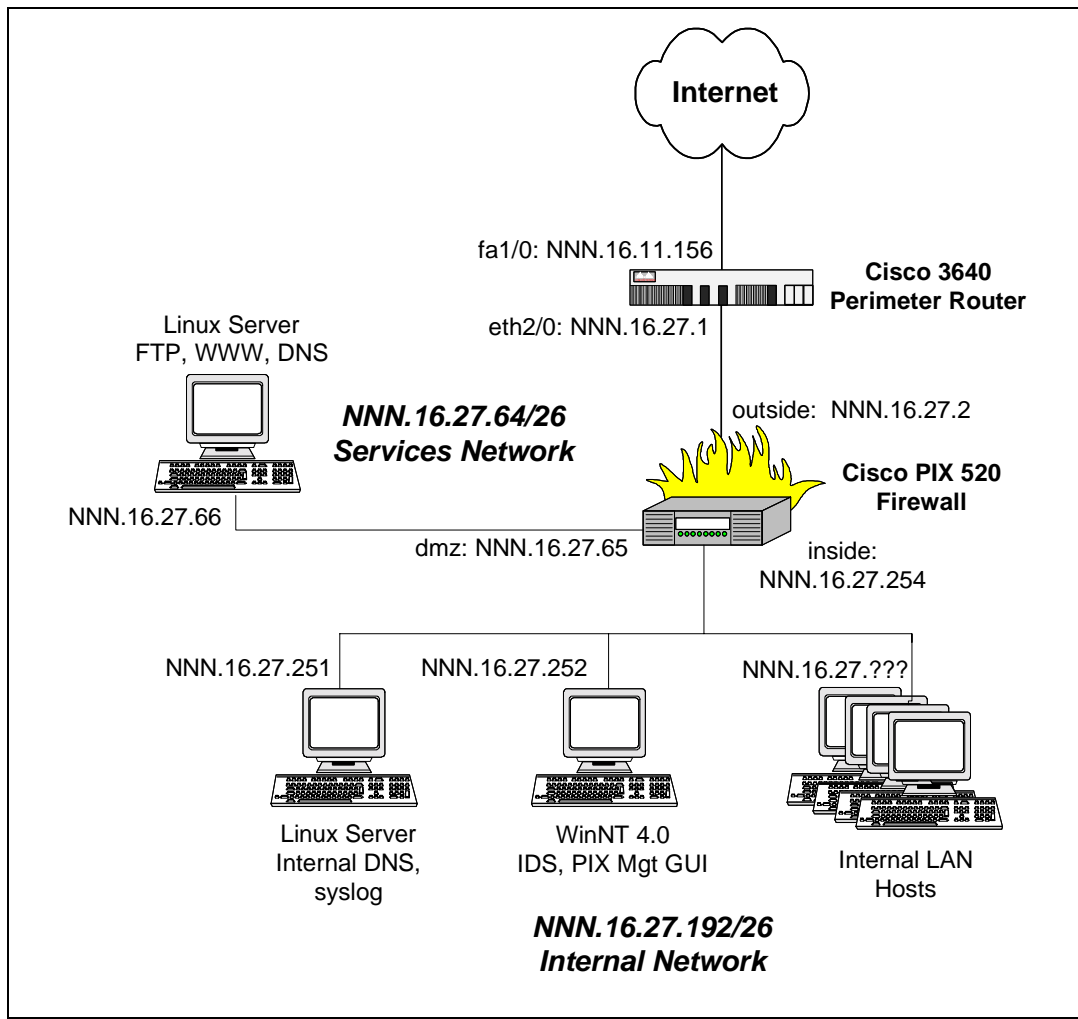 Internet
fa1/0: NNN.16.11.156
Cisco 3640
Perimeter Router
eth2/0: NNN.16.27.1
Linux Server
FTP, WWW, DNS
NNN.16.27.64/26
Services Network
outside: NNN.16.27.2
Cisco PIX 520
Firewall
NNN.16.27.66
dmz: NNN.16.27.65
inside:
NNN.16.27.254
NNN.16.27.251
NNN.16.27.252
NNN.16.27.???
Linux Server
Internal DNS,
syslog
WinNT 4.0
IDS, PIX Mgt GUI
Internal LAN
Hosts
NNN.16.27.192/26
Internal Network